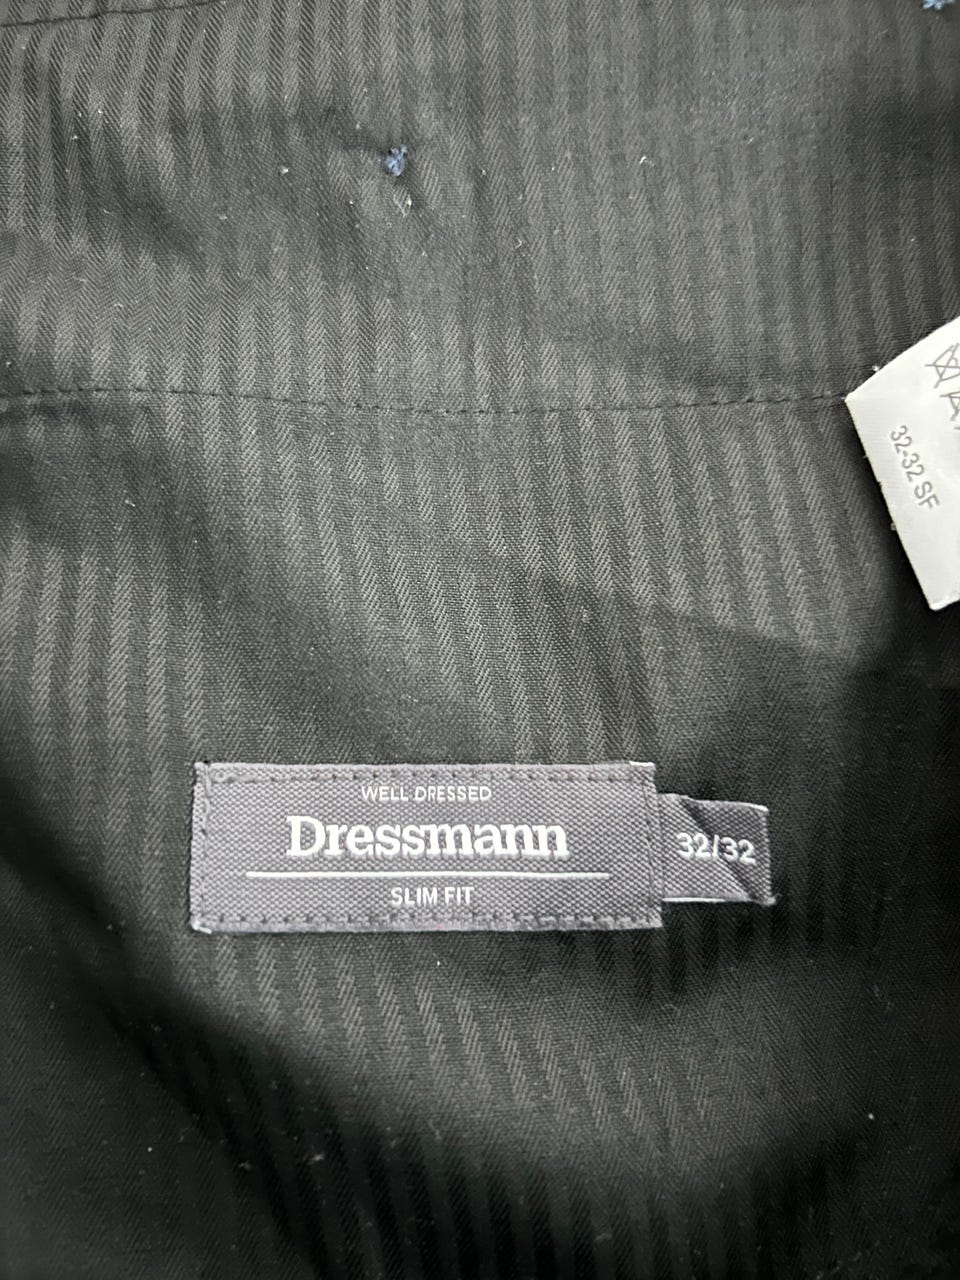 32-32 SF
WELL DRESSED
Dressmann
32/32
SLIM FIT